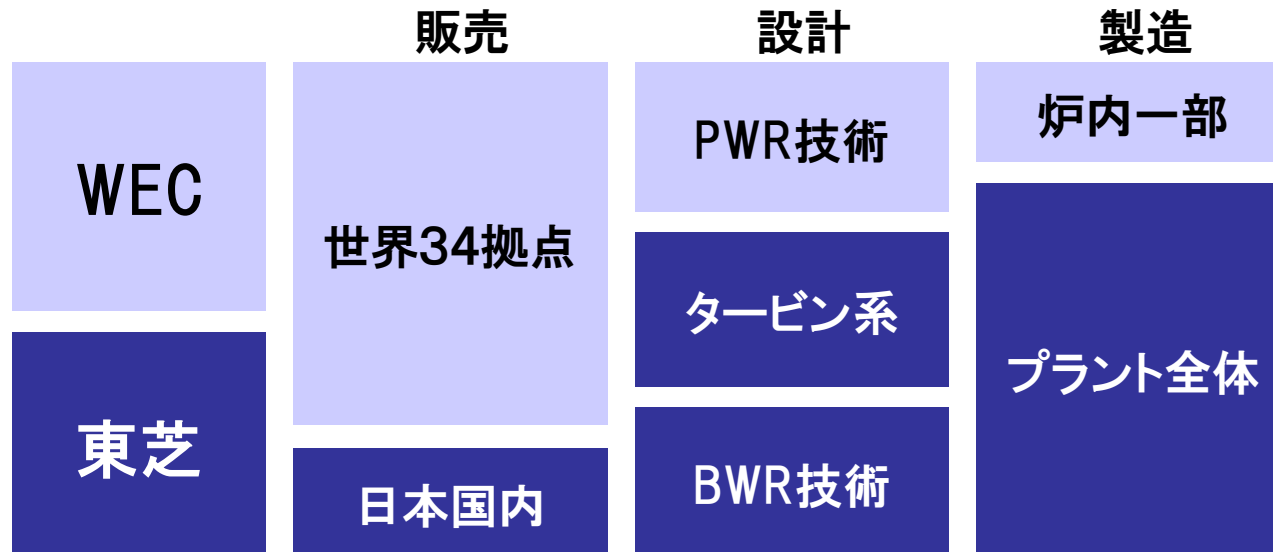 販売
設計
製造
WEC
世界34拠点
PWR技術
炉内一部
タービン系
プラント全体
東芝
日本国内
BWR技術